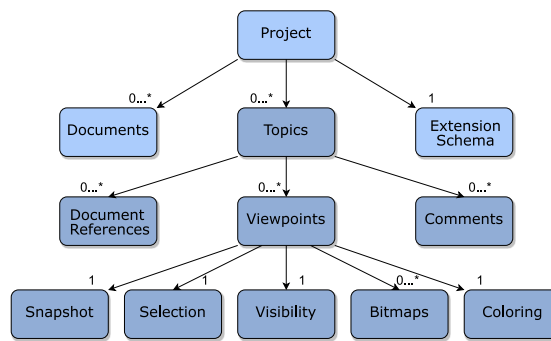 Project
0...*
0...*
1
Documents
Topics
Extension
Schema
0...*
0...*
0...*
Document
References
Viewpoints
Comments
1
1
1
0...*
1
Snapshot
Selection
Visibility
Bitmaps
Coloring